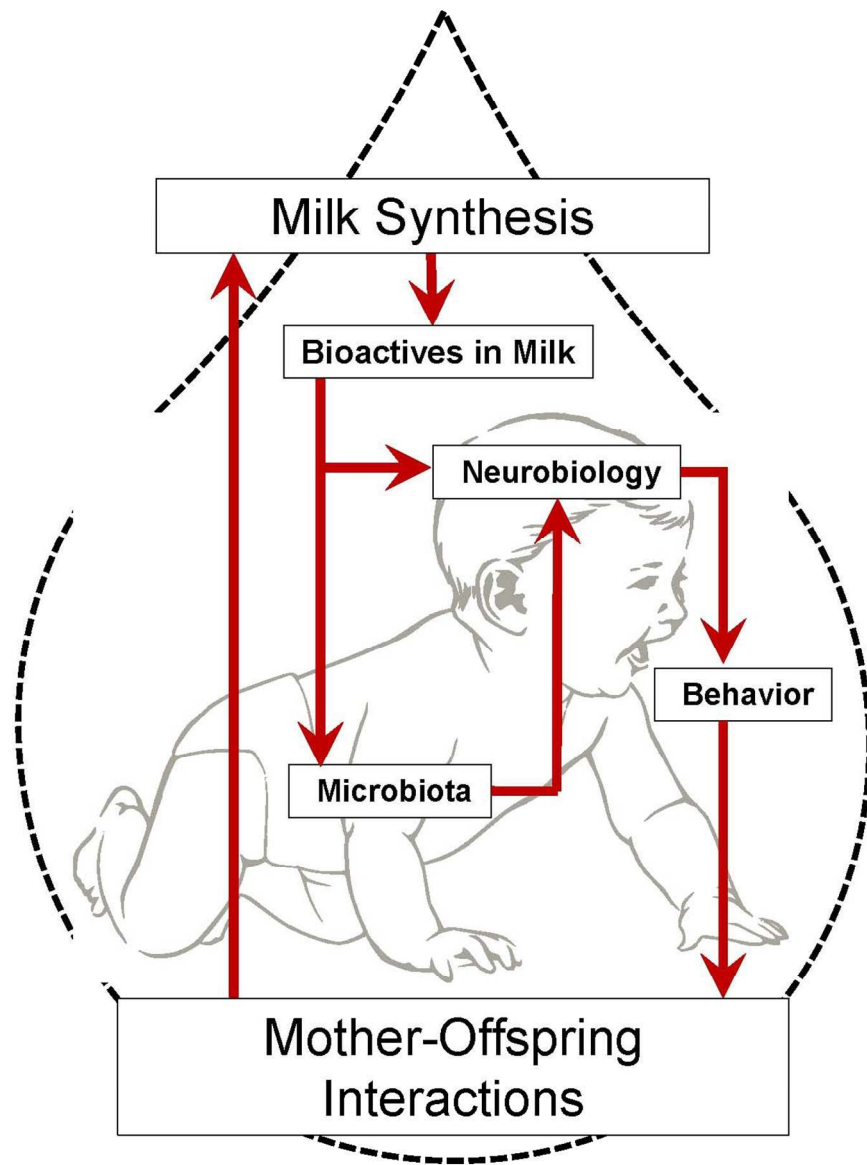 Milk Synthesis
Bioactives in Milk
Neurobiology
Behavior
Microbiota
Mother-Offspring
Interactions